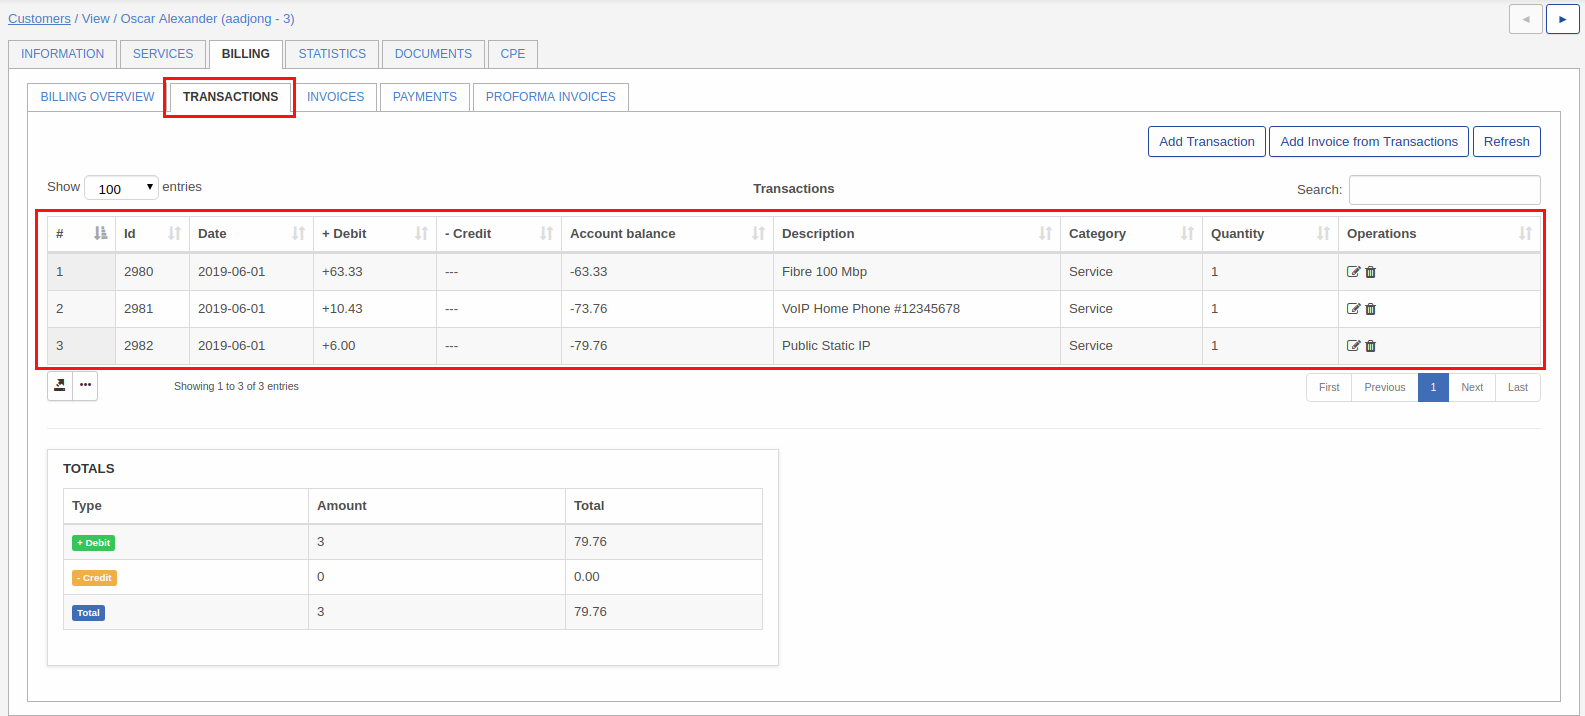 Customers / View / Oscar Alexander (aadjong - 3)
INFORMATION SERVICES BILLING STATISTICS DOCUMENTS CPE
BILLING OVERVIEW TRANSACTIONS INVOICES PAYMENTS PROFORMA INVOICES
Add Transaction Add Invoice from Transactions Refresh
Show 100 entries Transactions Search:
# Id Date + Debit - Credit Account balance Description Category Quantity Operations
1 2980 2019-06-01 +63.33 --- -63.33 Fibre 100 Mbp Service 1
2 2981 2019-06-01 +10.43 --- -73.76 VoIP Home Phone #12345678 Service 1
3 2982 2019-06-01 +6.00 --- -79.76 Public Static IP Service 1
Showing 1 to 3 of 3 entries First Previous 1 Next Last
TOTALS
Type Amount Total
+ Debit 3 79.76
- Credit 0 0.00
Total 3 79.76